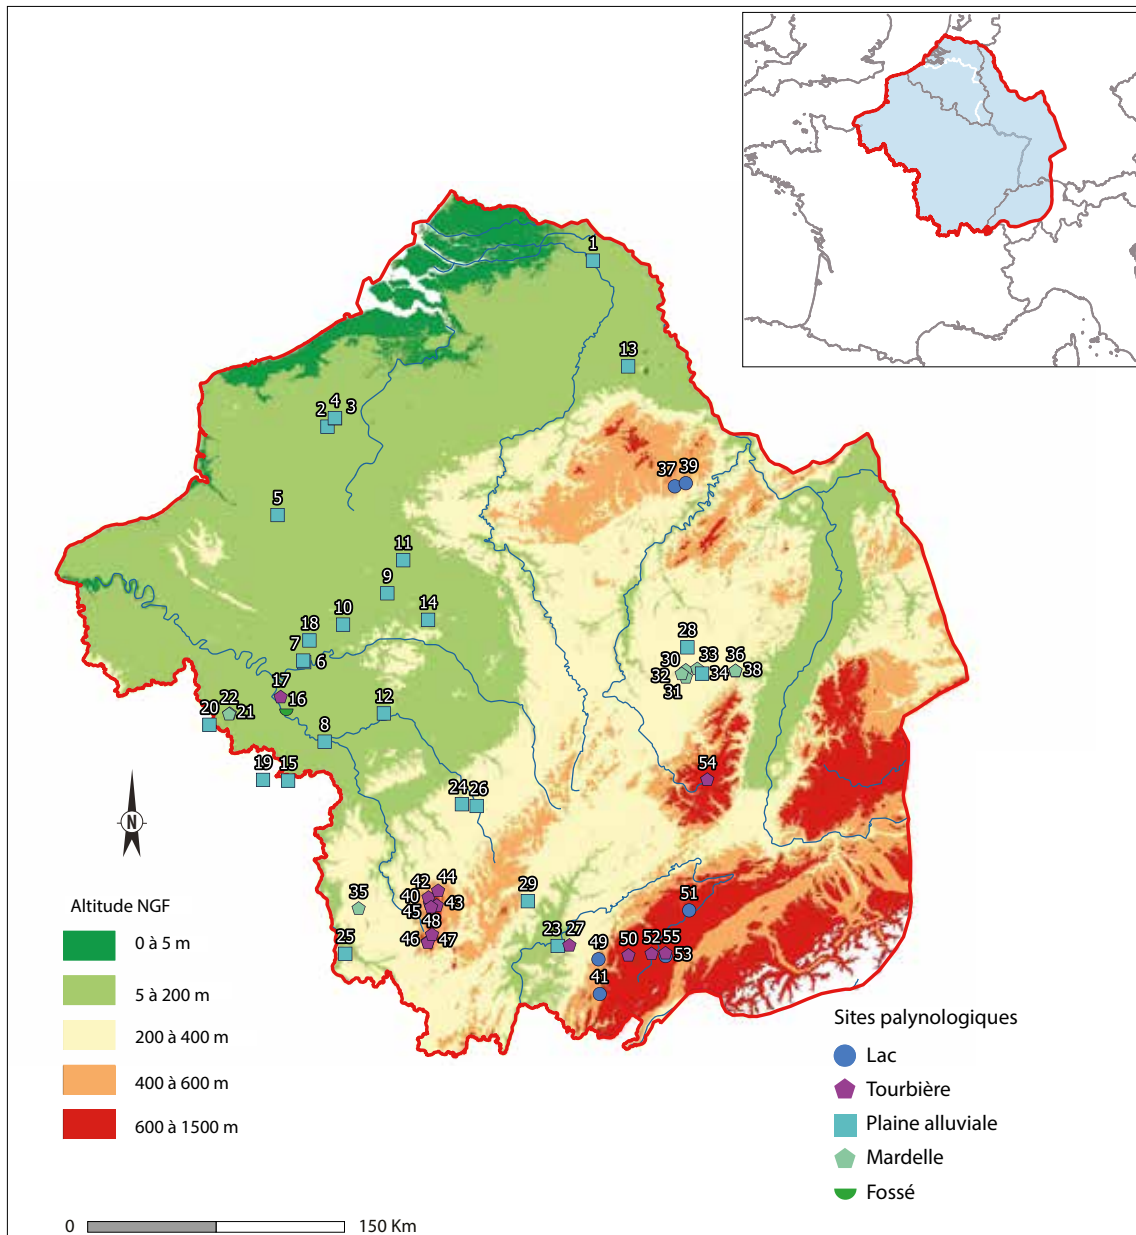 1
13
4 3
2
37 39
5
11
9
14
10
18
7
6
28
33 36
30
38
32 34
31
17
16
22
20 21
12
8
54
19 15
24 26
44
42
40 43
35
45
29
51
48
46 47
25
23 27
49 50 52 55
53
41
N
Altitude NGF
0 à 5 m
5 à 200 m
200 à 400 m
400 à 600 m
600 à 1500 m
Sites palynologiques
Lac
Tourbière
Plaine alluviale
Mardelle
Fossé
0 150 Km